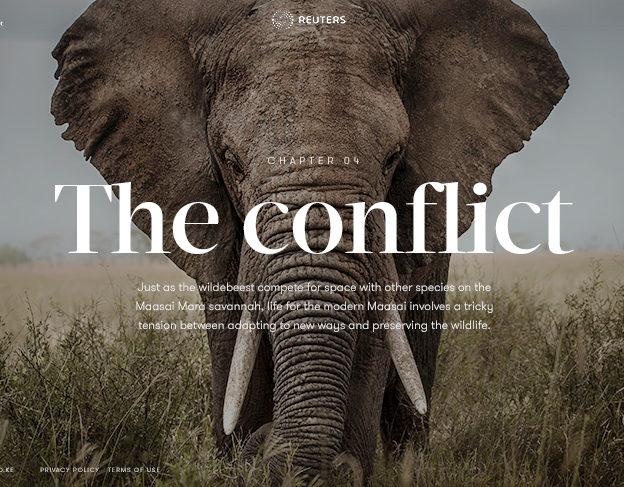 REUTERS
CHAPTER 04
The conflict
Just as the wildebeest compete for space with other species on the
Maasai Mara savannah, life for the modern Maasai involves a tricky
tension between adapting to new ways and preserving the wildlife.
PRIVACY POLICY TERMS OF USE